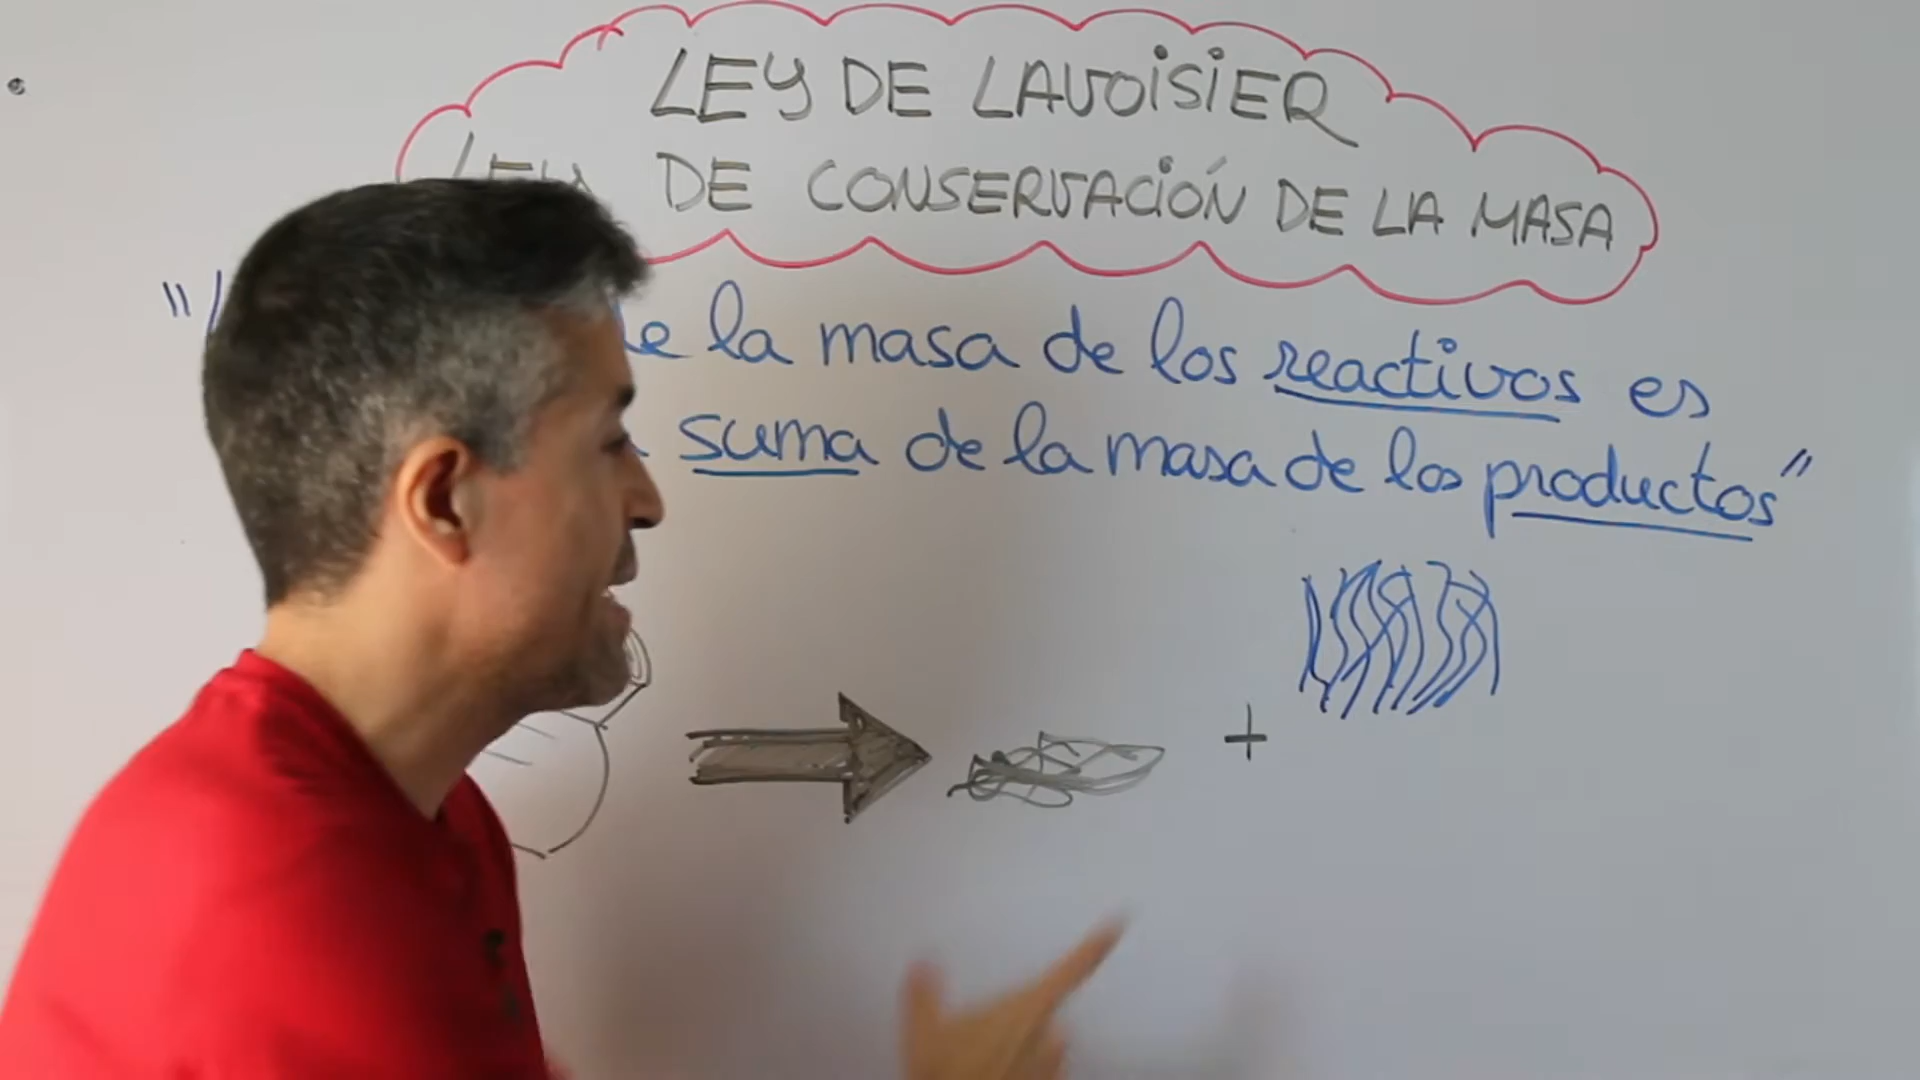 LEY DE LAVOISIER
LEY DE CONSERVACIÓN DE LA MASA
de la masa de los reactivos es
suma de la masa de los productos"
+